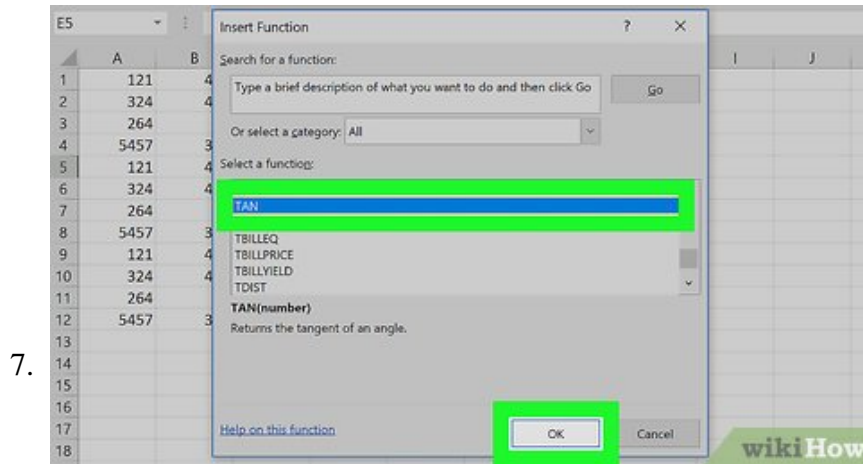 E5
Insert Function ? ×
A B I J
Search for a function:
Type a brief description of what you want to do and then click Go
Go
Or select a category: All
Select a function:
TAN
TBILLEQ
TBILLPRICE
TBILLYIELD
TDIST
TAN(number)
Returns the tangent of an angle.
Help on this function
OK Cancel
1 121 4
2 324 4
3 264
4 5457 3
5 121 4
6 324 4
7 264
8 5457 3
9 121 4
10 324 4
11 264
12 5457 3
13
14
15
16
17
18
7.
wikiHow